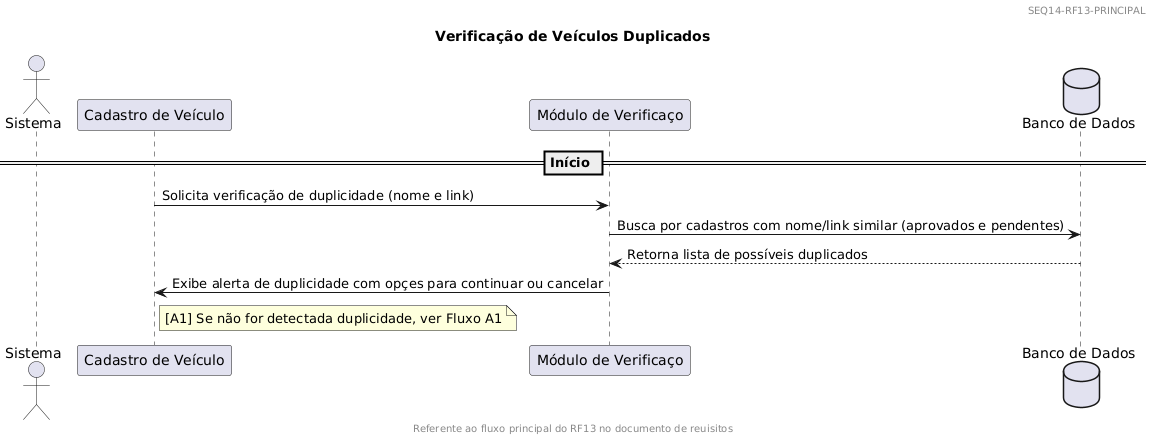 SEQ14-RF13-PRINCIPAL
Verificação de Veículos Duplicados
Sistema
Cadastro de Veículo
Módulo de Verificaço
Banco de Dados
Início
Solicita verificação de duplicidade (nome e link)
Busca por cadastros com nome/link similar (aprovados e pendentes)
Retorna lista de possíveis duplicados
Exibe alerta de duplicidade com opçes para continuar ou cancelar
[A1] Se não for detectada duplicidade, ver Fluxo A1
Sistema
Cadastro de Veículo
Módulo de Verificaço
Banco de Dados
Referente ao fluxo principal do RF13 no documento de reuisitos